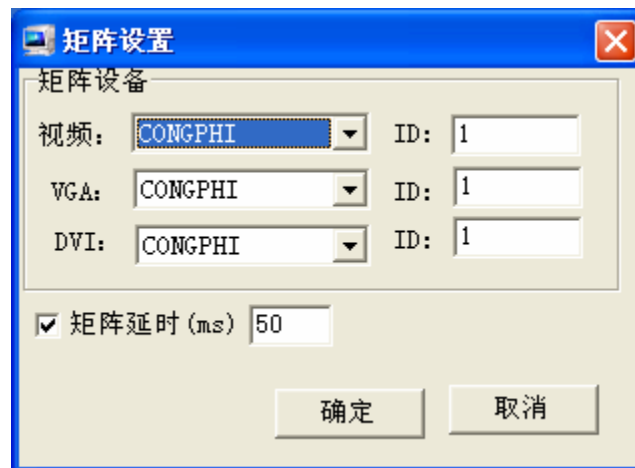 矩阵设置
矩阵设备
视频: CONGPHI ID: 1
VGA: CONGPHI ID: 1
DVI: CONGPHI ID: 1
矩阵延时(ms) 50
确定 取消